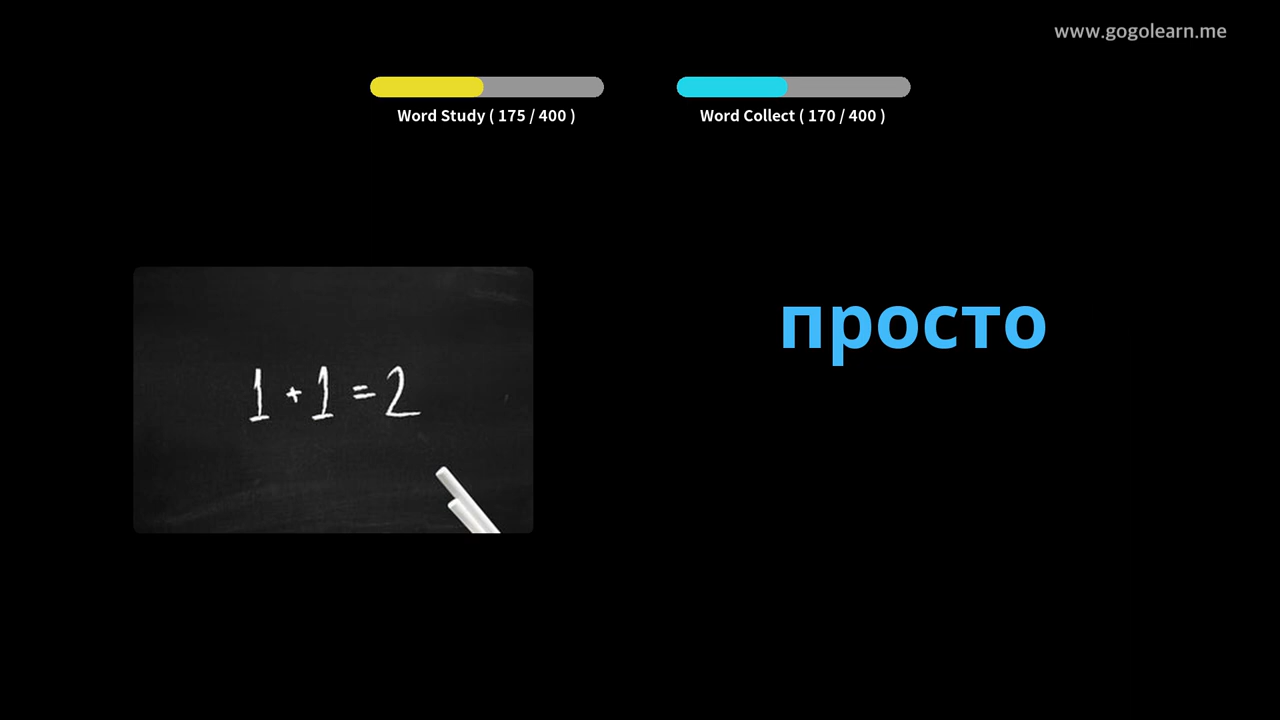 www.gogolearn.me
Word Study ( 175 / 400 )
Word Collect ( 170 / 400 )
1 + 1 = 2
просто